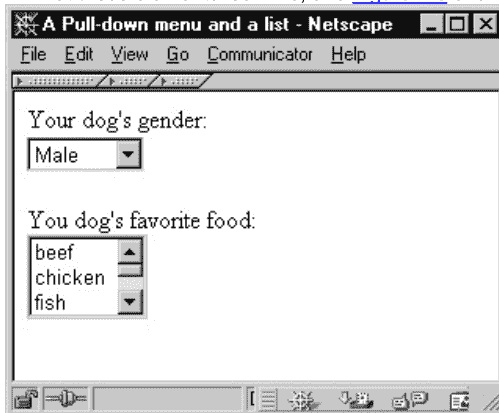 A Pull-down menu and a list - Netscape
File Edit View Go Communicator Help
Your dog's gender:
Male
You dog's favorite food:
beef
chicken
fish